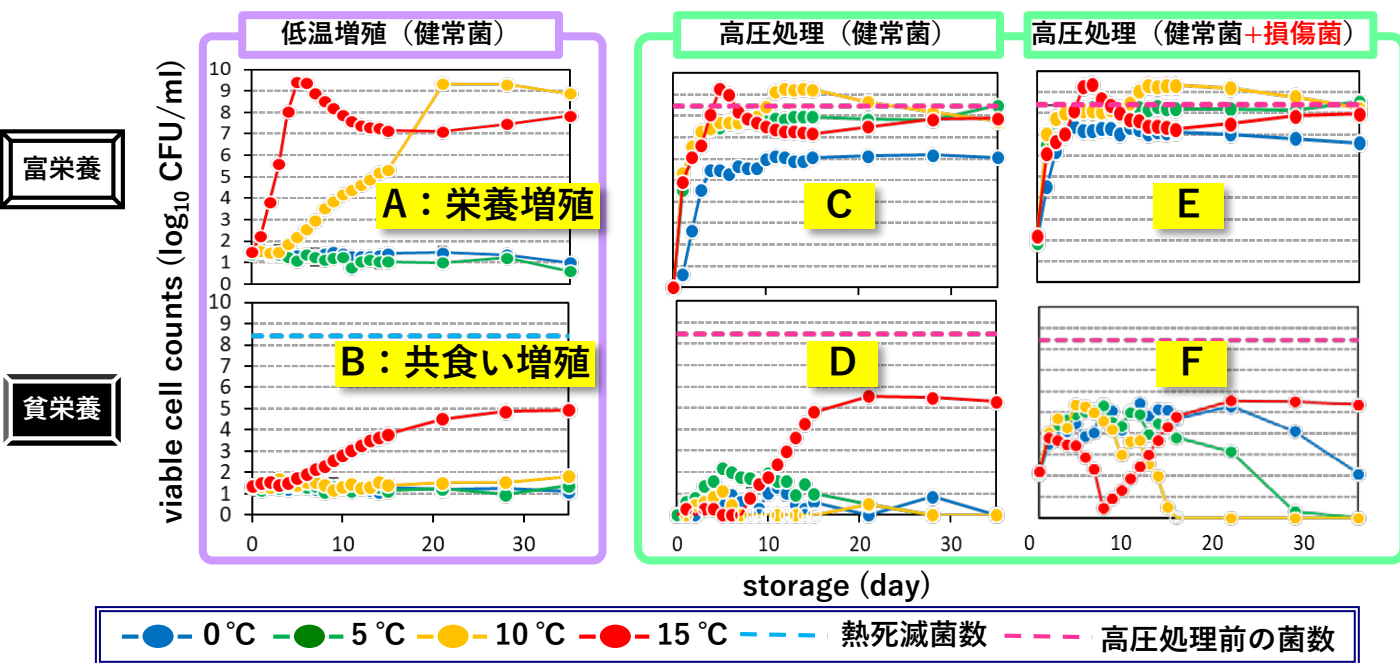 低温増殖（健常菌）
高圧処理（健常菌）
高圧処理（健常菌+損傷菌）
富栄養
貧栄養
viable cell counts (log10 CFU/ml)
10
9
8
7
6
5
4
3
2
1
0
A：栄養増殖
C
E
10
9
8
7
6
5
4
3
2
1
0
B：共食い増殖
D
F
0 10 20 30
0 10 20 30
0 10 20 30
storage (day)
0 ℃ 5 ℃ 10 ℃ 15 ℃ 熱死滅菌数 高圧処理前の菌数